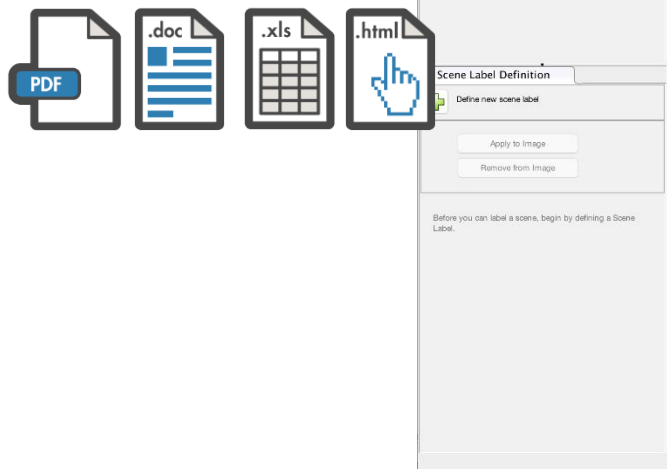 PDF
.doc
.xls
.html
Scene Label Definition
Define new scene label
Apply to Image
Remove from Image
Before you can label a scene, begin by defining a Scene
Label.